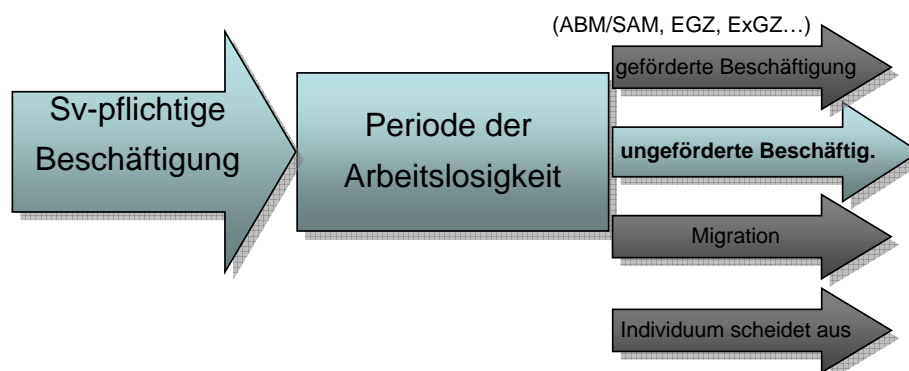 (ABM/SAM, EGZ, ExGZ…)
Sv-pflichtige
Beschäftigung
Periode der
Arbeitslosigkeit
geförderte Beschäftigung
ungeförderte Beschäftig.
Migration
Individuum scheidet aus